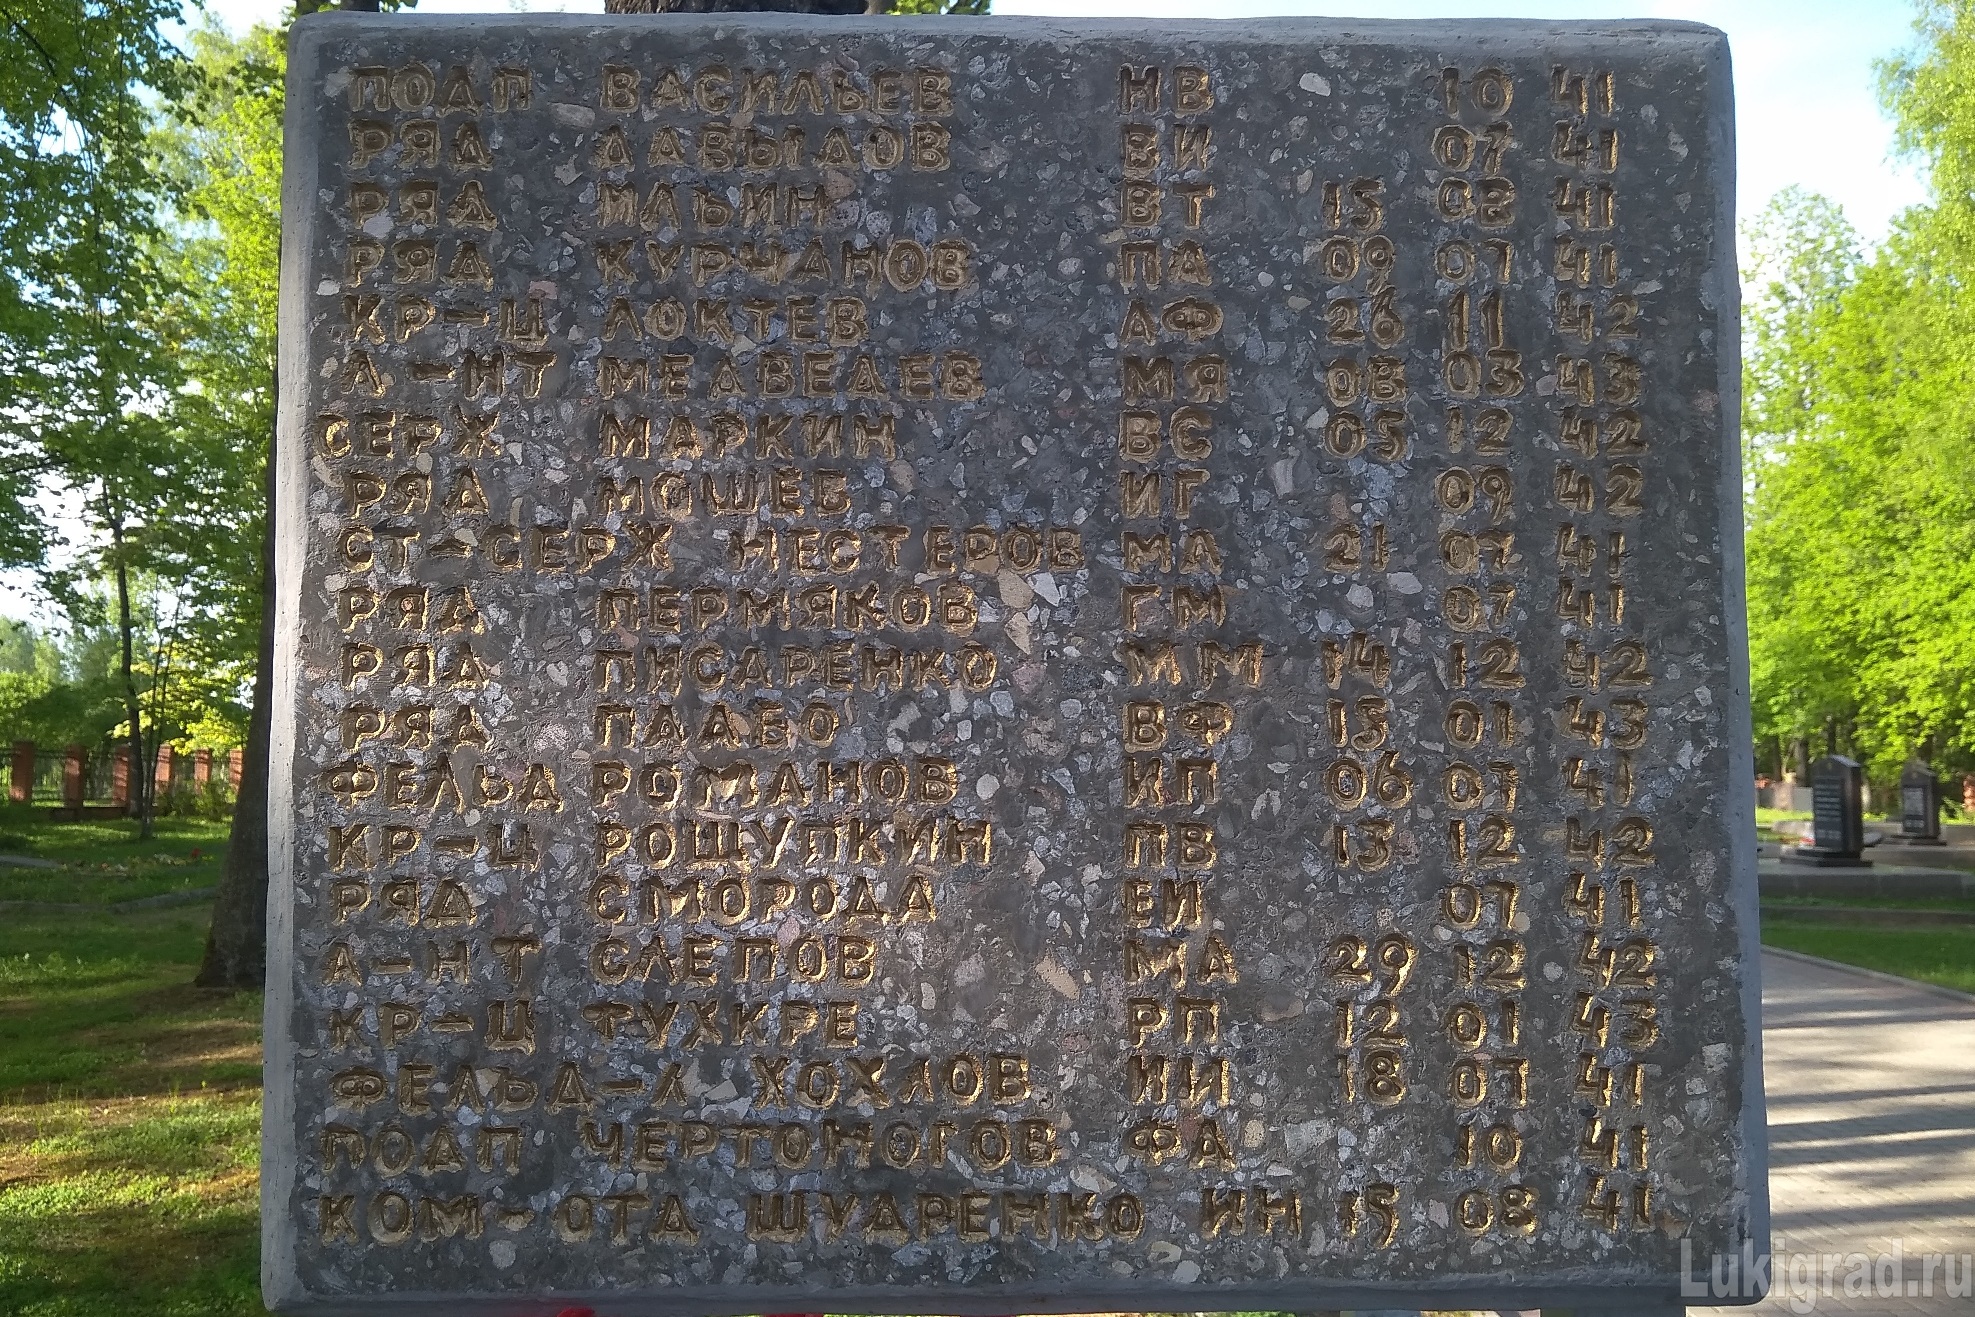 ПОДП ВАСИЛЬЕВ НВ 10 41
РЯД ДАВЫДОВ ВИ 07 41
РЯД ИЛЬИН ВТ 15 08 41
РЯД КУРЧАНОВ ПА 09 07 41
КР-Ц ЛОКТЕВ АФ 26 11 42
А-НТ МЕДВЕДЕВ МЯ 08 03 43
СЕРЖ МАРКИН ВС 05 12 42
РЯД МОШЕВ ИГ 09 42
СТ-СЕРЖ НЕСТЕРОВ МА 21 07 41
РЯД ПЕРМЯКОВ ГМ 07 41
РЯД ПИСАРЕНКО ММ 14 12 42
РЯД ПААБО ВФ 15 01 43
ФЕЛЬД РОМАНОВ ИП 06 07 41
КР-Ц РОЩУПКИН ПВ 13 12 42
РЯД СМОРОДА ЕИ 07 41
А-НТ СЛЕПОВ МА 29 12 42
КР-Ц ТУХКРЕ РП 12 01 43
ФЕЛЬД-Л ХОХЛОВ ИИ 18 07 41
ПОДП ЧЕРТОНОГОВ ФА 10 41
КОМ-ОТД ШУДРЕНКО ИН 15 08 41
Lukigrad.ru